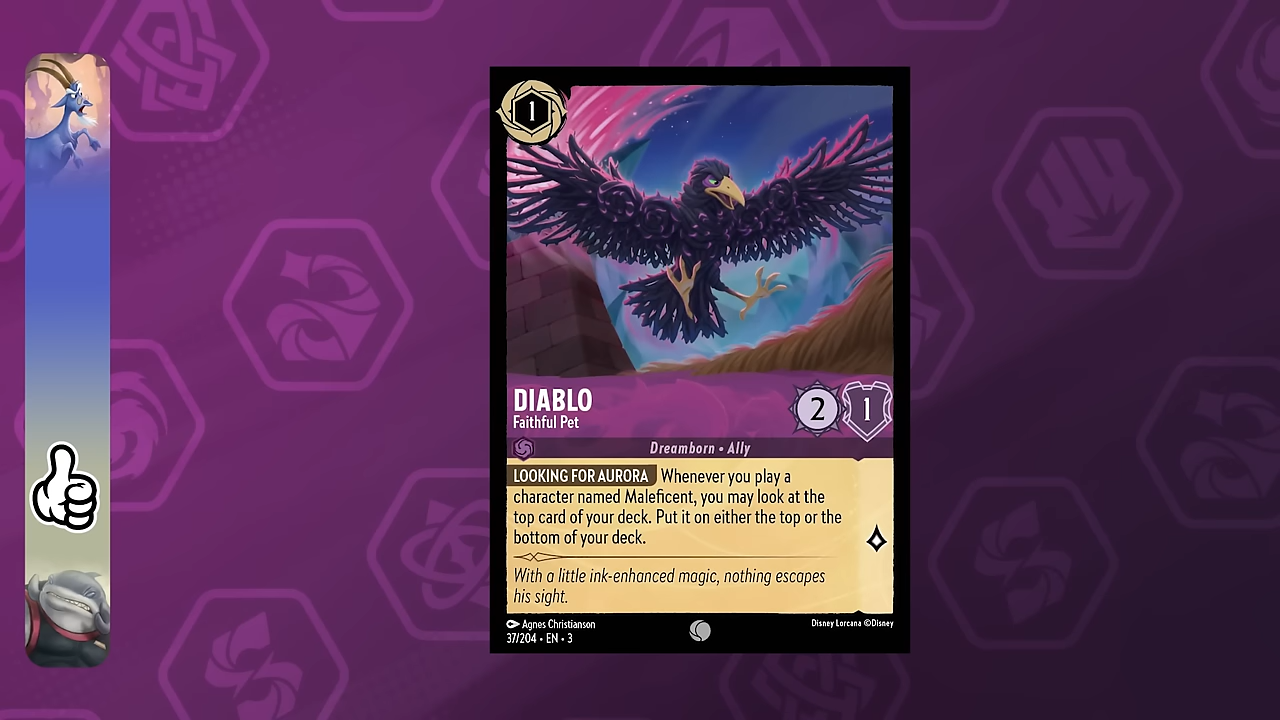 1
DIABLO
Faithful Pet
2
1
Dreamborn • Ally
LOOKING FOR AURORA Whenever you play a
character named Maleficent, you may look at the
top card of your deck. Put it on either the top or the
bottom of your deck.
With a little ink-enhanced magic, nothing escapes
his sight.
Agnes Christianson
Disney Lorcana ©Disney
37/204 • EN • 3